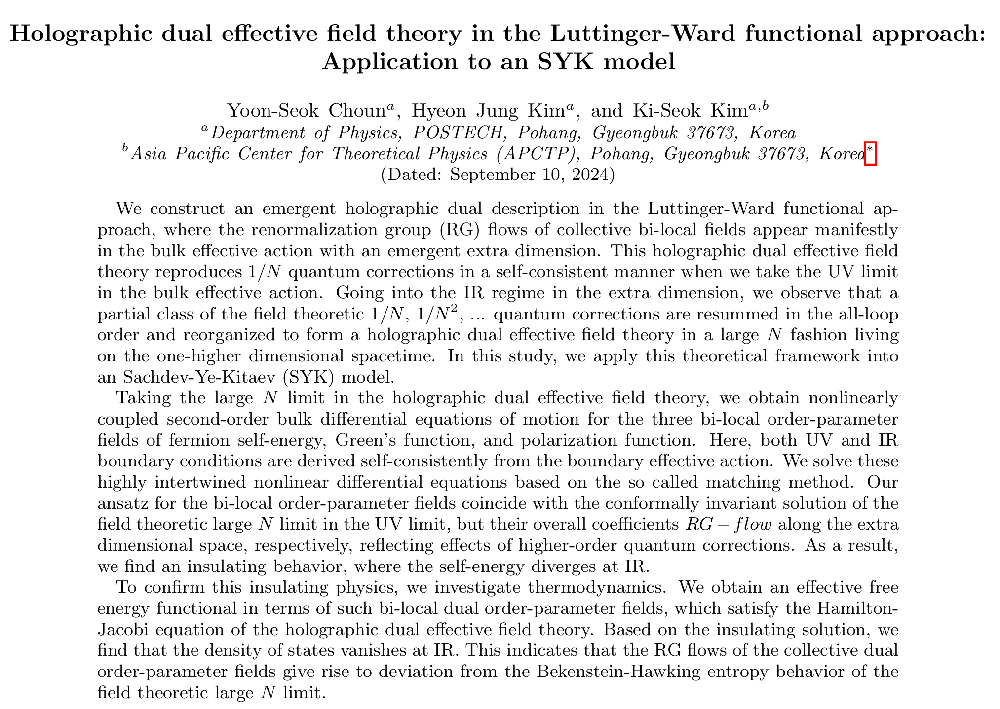 Holographic dual effective field theory in the Luttinger-Ward functional approach:
Application to an SYK model
Yoon-Seok Choun^a, Hyeon Jung Kim^a, and Ki-Seok Kim^{a,b}
^a Department of Physics, POSTECH, Pohang, Gyeongbuk 37673, Korea
^b Asia Pacific Center for Theoretical Physics (APCTP), Pohang, Gyeongbuk 37673, Korea*
(Dated: September 10, 2024)
We construct an emergent holographic dual description in the Luttinger-Ward functional ap-
proach, where the renormalization group (RG) flows of collective bi-local fields appear manifestly
in the bulk effective action with an emergent extra dimension. This holographic dual effective field
theory reproduces 1/N quantum corrections in a self-consistent manner when we take the UV limit
in the bulk effective action. Going into the IR regime in the extra dimension, we observe that a
partial class of the field theoretic 1/N, 1/N^2, ... quantum corrections are resummed in the all-loop
order and reorganized to form a holographic dual effective field theory in a large N fashion living
on the one-higher dimensional spacetime. In this study, we apply this theoretical framework into
an Sachdev-Ye-Kitaev (SYK) model.
Taking the large N limit in the holographic dual effective field theory, we obtain nonlinearly
coupled second-order bulk differential equations of motion for the three bi-local order-parameter
fields of fermion self-energy, Green's function, and polarization function. Here, both UV and IR
boundary conditions are derived self-consistently from the boundary effective action. We solve these
highly intertwined nonlinear differential equations based on the so called matching method. Our
ansatz for the bi-local order-parameter fields coincide with the conformally invariant solution of the
field theoretic large N limit in the UV limit, but their overall coefficients RG − flow along the extra
dimensional space, respectively, reflecting effects of higher-order quantum corrections. As a result,
we find an insulating behavior, where the self-energy diverges at IR.
To confirm this insulating physics, we investigate thermodynamics. We obtain an effective free
energy functional in terms of such bi-local dual order-parameter fields, which satisfy the Hamilton-
Jacobi equation of the holographic dual effective field theory. Based on the insulating solution, we
find that the density of states vanishes at IR. This indicates that the RG flows of the collective dual
order-parameter fields give rise to deviation from the Bekenstein-Hawking entropy behavior of the
field theoretic large N limit.